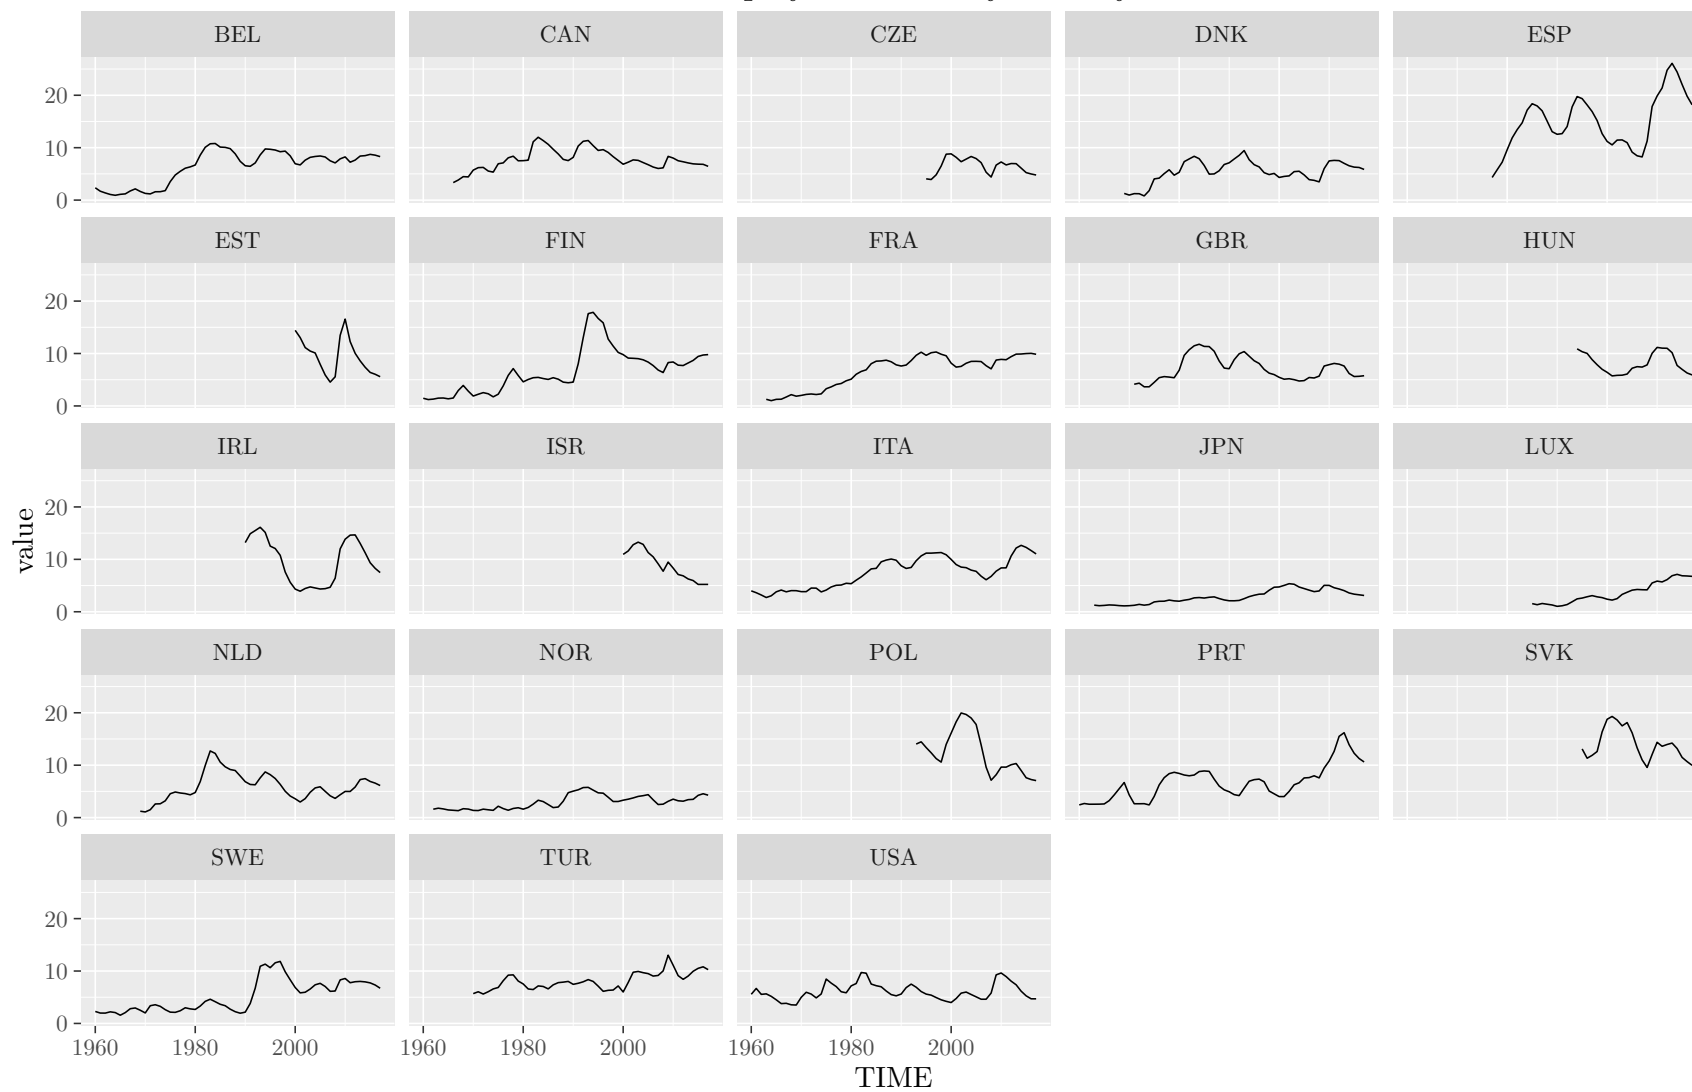 BEL CAN CZE DNK ESP
20
10
0
EST FIN FRA GBR HUN
20
10
0
IRL ISR ITA JPN LUX
20
10
0
value
NLD NOR POL PRT SVK
20
10
0
SWE TUR USA
20
10
0
1960 1980 2000 1960 1980 2000 1960 1980 2000
TIME